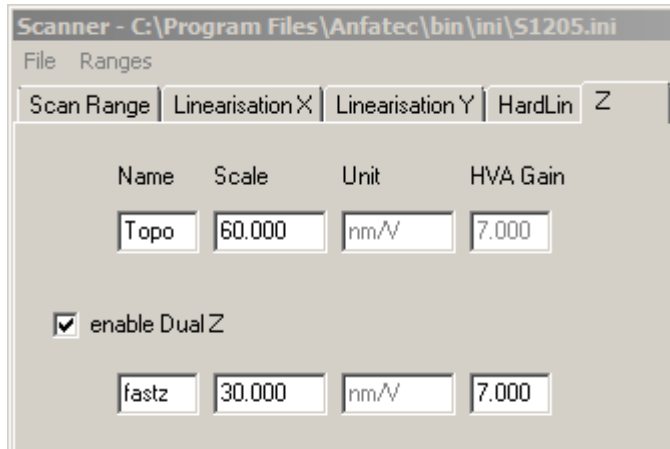 Scanner - C:\Program Files\Anfatec\bin\ini\S1205.ini
File Ranges
Scan Range Linearisation X Linearisation Y HardLin Z
Name Scale Unit HVA Gain
Topo 60.000 nm/V 7.000
enable Dual Z
fastz 30.000 nm/V 7.000